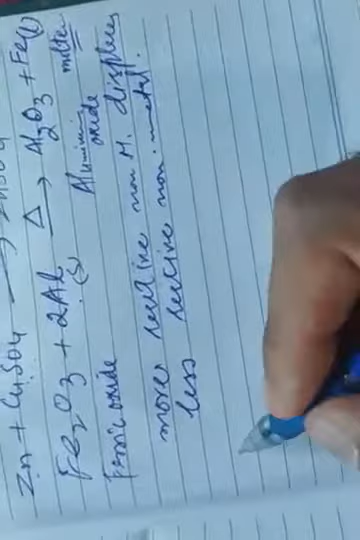 Zn + CuSO4 → ZnSO4
Fe2O3 + 2Al (s) Δ→ Al2O3 + Fe(l)
Ferric oxide Aluminium oxide molten
more reactive non M. displaces
less reactive non-metal.